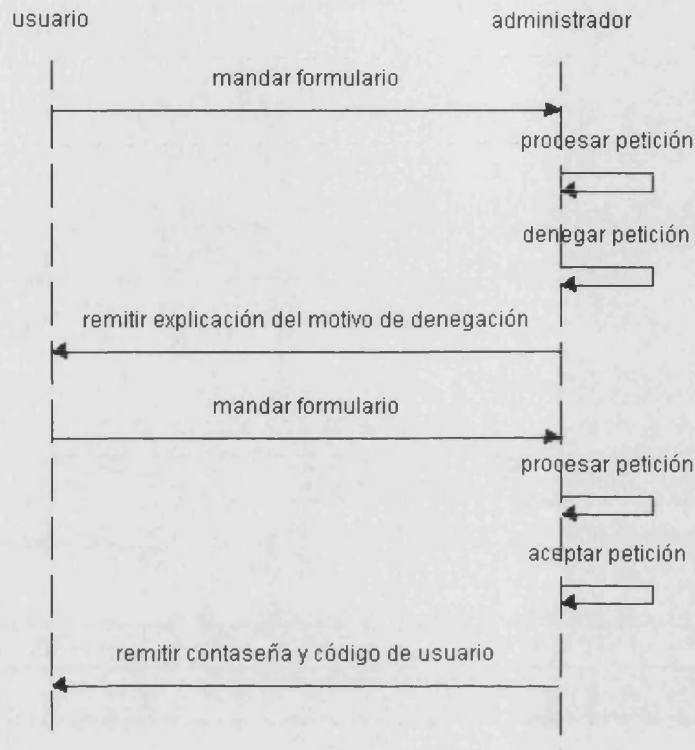 usuario
administrador
mandar formulario
procesar petición
denegar petición
remitir explicación del motivo de denegación
mandar formulario
procesar petición
aceptar petición
remitir contaseña y código de usuario